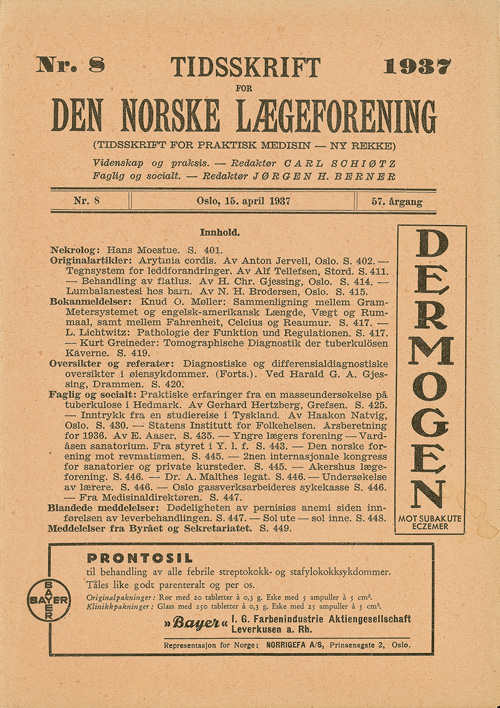 Nr. 8 TIDSSKRIFT 1937
FOR
DEN NORSKE LÆGEFORENING
(TIDSSKRIFT FOR PRAKTISK MEDISIN — NY REKKE)
Videnskap og praksis. — Redaktør CARL SCHIØTZ
Faglig og socialt. — Redaktør JØRGEN H. BERNER
Nr. 8 Oslo, 15. april 1937 57. årgang
Innhold.
Nekrolog: Hans Moestue. S. 401.
Originalartikler: Arytmia cordis. Av Anton Jervell, Oslo. S. 402. —
Tegnsystem for leddforandringer. Av Alf Tellefsen, Stord. S. 411.
— Behandling av flatlus. Av H. Chr. Gjessing, Oslo. S. 414. —
Lumbalanestesi hos barn. Av N. H. Brodersen, Oslo. S. 415.
Bokanmeldelser: Knud O. Møller: Sammenligning mellem Gram-
Metersystemet og engelsk-amerikansk Længde, Vægt og Rum-
maal, samt mellem Fahrenheit, Celcius og Reaumur. S. 417. —
L. Lichtwitz: Pathologie der Funktion und Regulationen. S. 417.
— Kurt Greineder: Tomographische Diagnostik der tuberkulösen
Kaverne. S. 419.
Oversikter og referater: Diagnostiske og differensialdiagnostiske
oversikter i øiensykdommer. (Forts.). Ved Harald G. A. Gjes-
sing, Drammen. S. 420.
Faglig og socialt: Praktiske erfaringer fra en masseundersøkelse på
tuberkulose i Hedmark. Av Gerhard Hertzberg, Grefsen. S. 425.
— Inntrykk fra en studiereise i Tyskland. Av Haakon Natvig,
Oslo. S. 430. — Statens Institutt for Folkehelsen. Årsberetning
for 1936. Av E. Aaser. S. 435. — Yngre lægers forening — Vard-
åsen sanatorium. Fra styret i Y. l. f. S. 443. — Den norske for-
ening mot revmatismen. S. 445. — 2nen internasjonale kongress
for sanatorier og private kursteder. S. 445. — Akershus læge-
forening. S. 446. — Dr. A. Malthes legat. S. 446. — Undersøkelse
av lærere. S. 446. — Oslo gassverksarbeideres sykekasse S. 446.
— Fra Medisinaldirektøren. S. 447.
Blandede meddelelser: Dødeligheten av pernisiøs anemi siden inn-
førelsen av leverbehandlingen. S. 447. — Sol ute — sol inne. S. 448.
Meddelelser fra Byrået og Sekretariatet. S. 449.
DERMOGEN
MOT SUBAKUTE
ECZEMER
PRONTOSIL
til behandling av alle febrile streptokokk- og stafylokokksykdommer.
Tåles like godt parenteralt og per os.
Originalpakninger: Rør med 20 tabletter à 0,3 g. Eske med 5 ampuller à 5 cm³.
Klinikkpakninger: Glass med 250 tabletter à 0,3 g. Eske med 25 ampuller à 5 cm³.
BAYER
BAYER
»Bayer« I. G. Farbenindustrie Aktiengesellschaft
Leverkusen a. Rh.
Representasjon for Norge: NORRIGEFA A/S, Prinsensgate 2, Oslo.